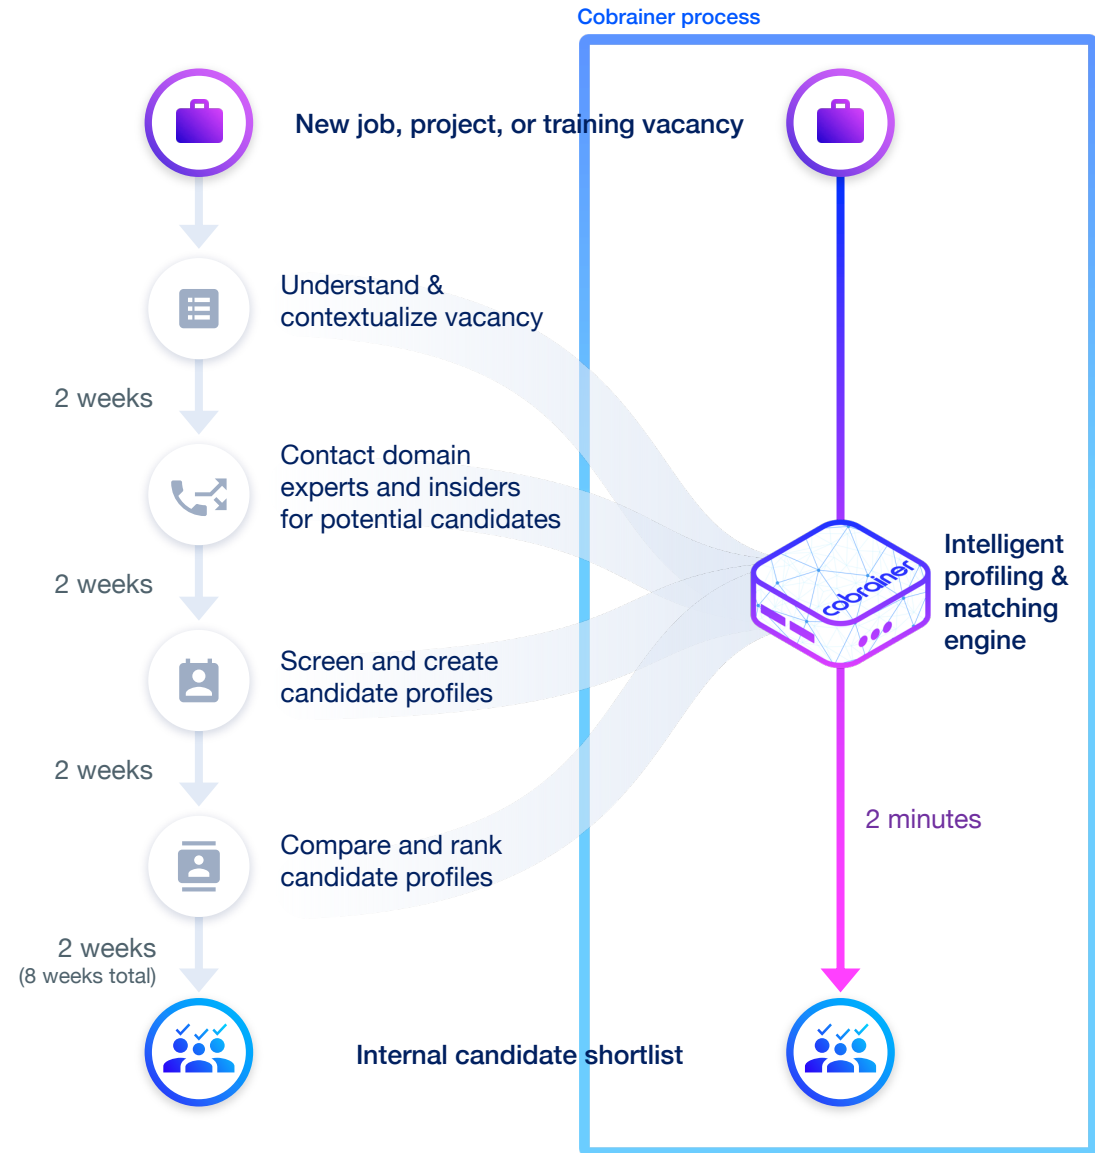 Cobrainer process
New job, project, or training vacancy
Understand &
contextualize vacancy
2 weeks
Contact domain
experts and insiders
for potential candidates
2 weeks
cobrainer
Intelligent
profiling &
matching
engine
Screen and create
candidate profiles
2 weeks
2 minutes
Compare and rank
candidate profiles
2 weeks
(8 weeks total)
Internal candidate shortlist